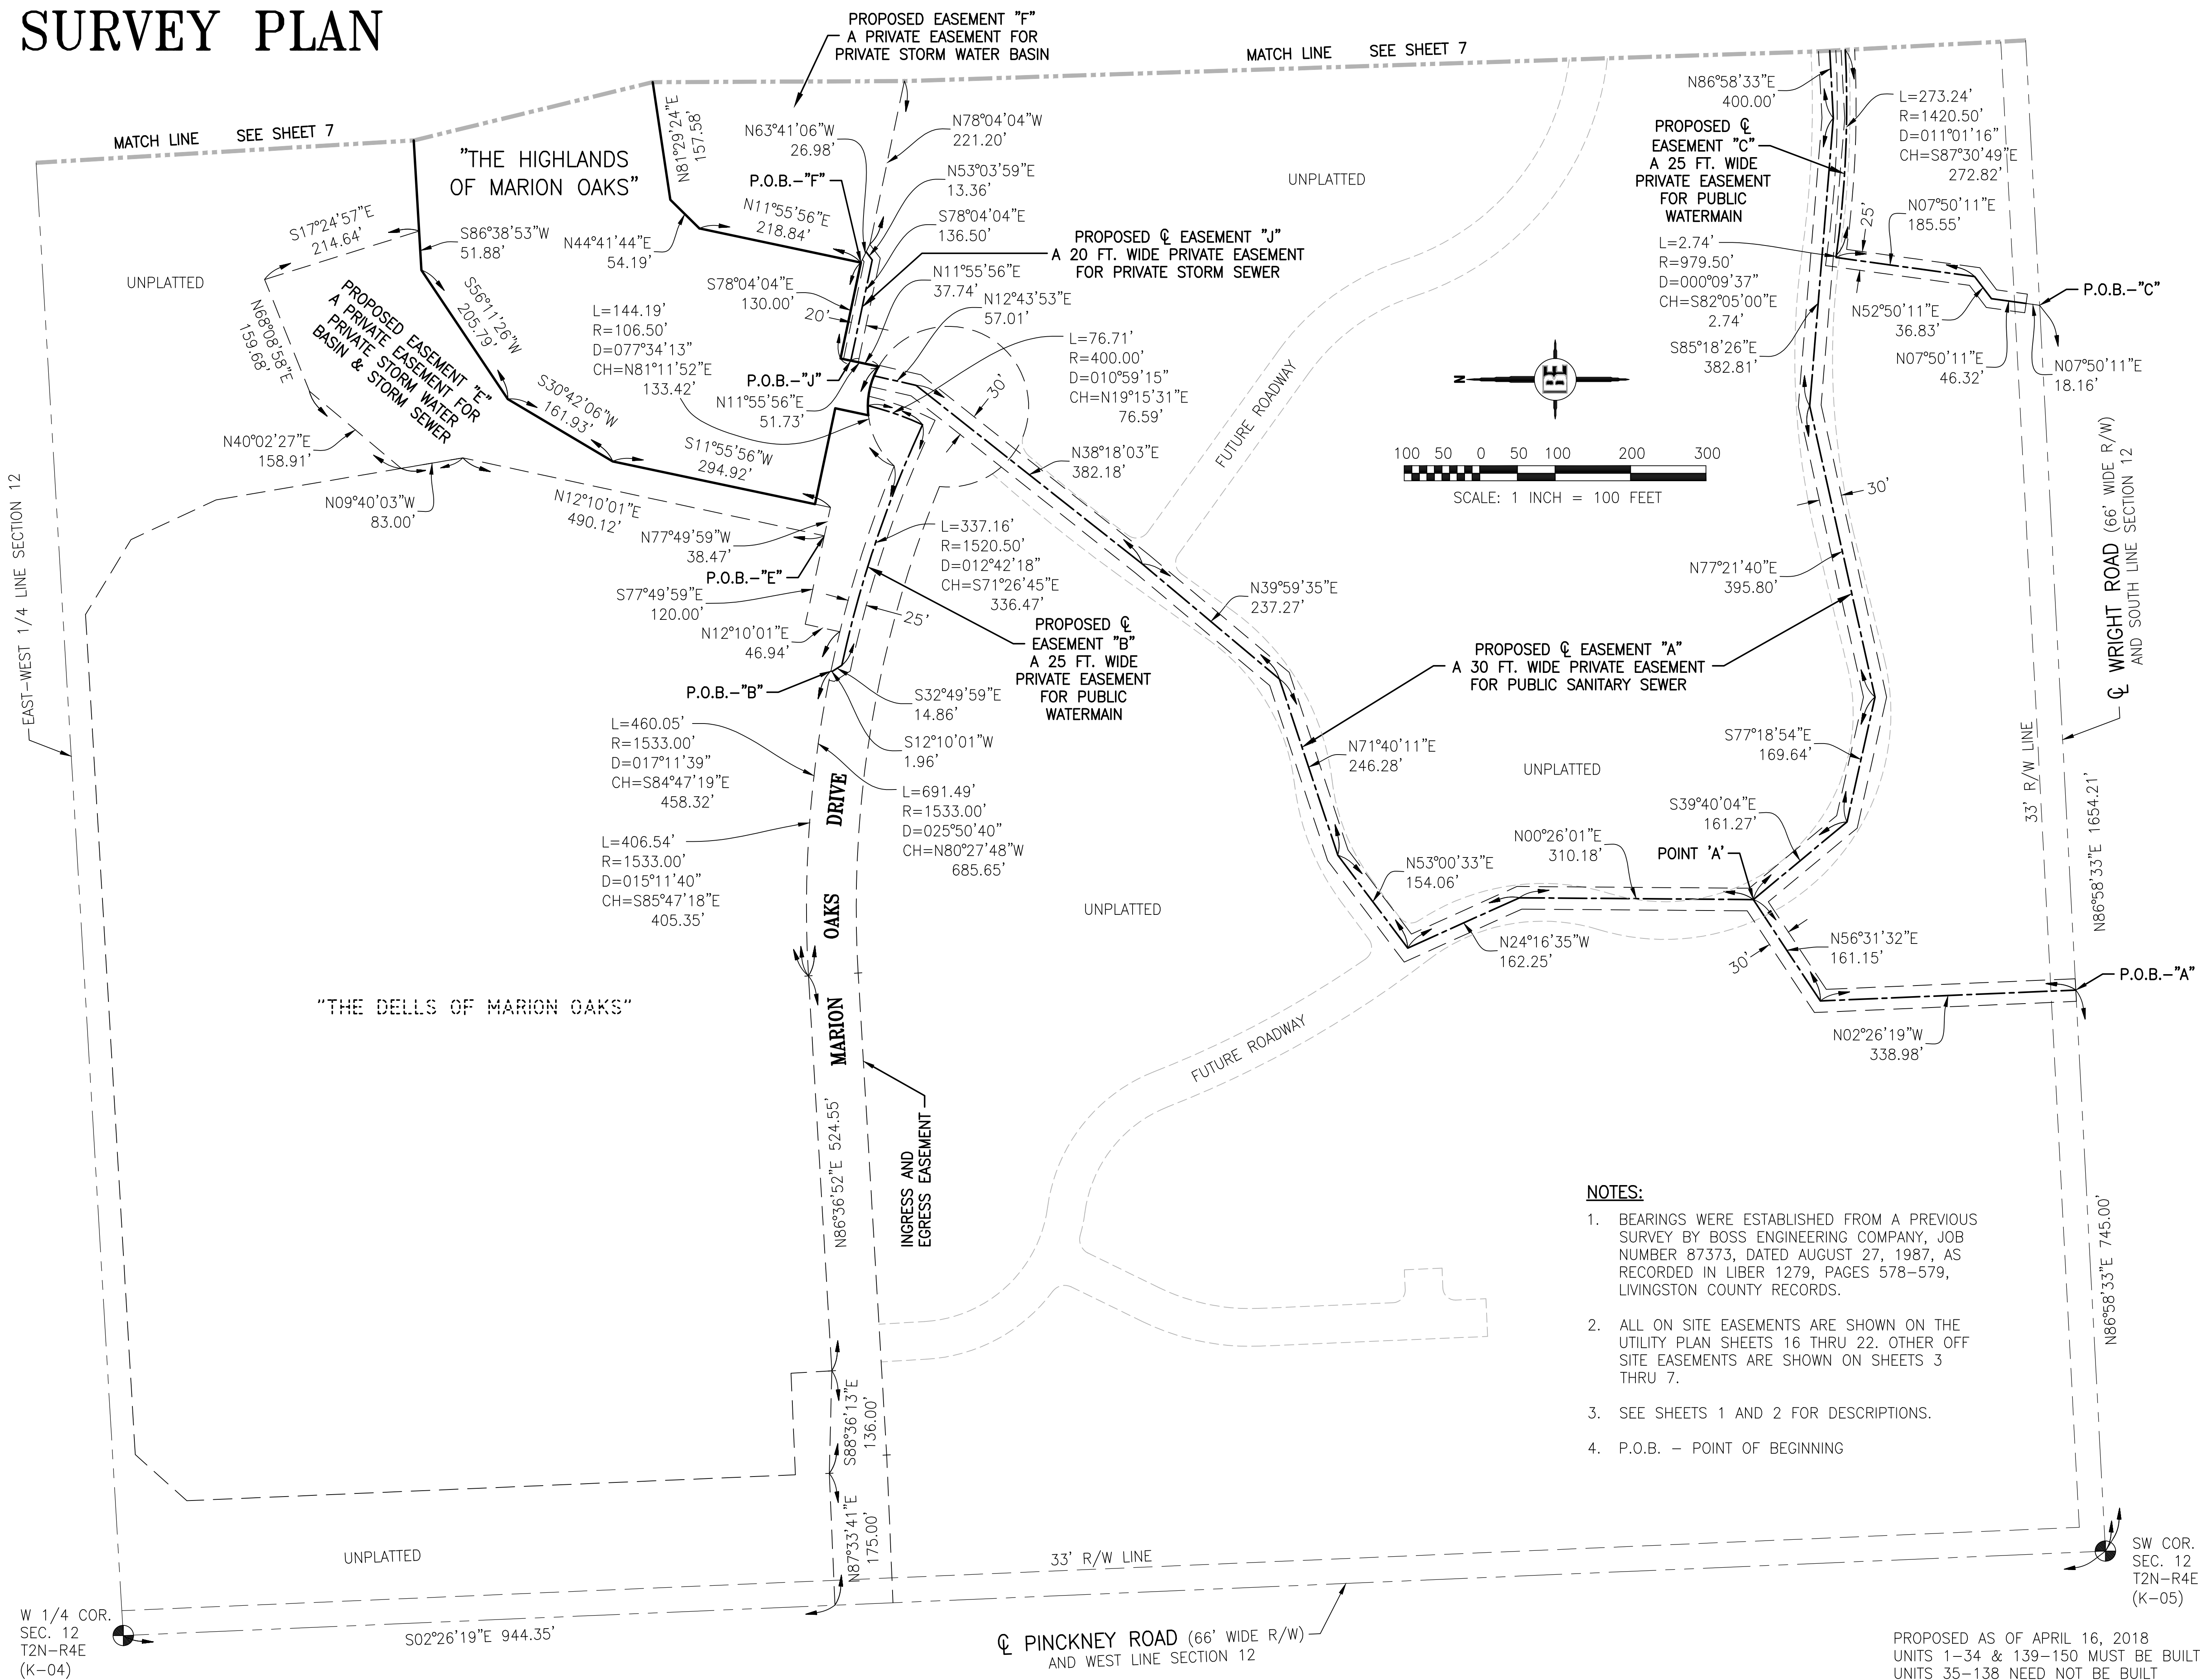 SURVEY PLAN
PROPOSED EASEMENT "F"
A PRIVATE EASEMENT FOR
PRIVATE STORM WATER BASIN
MATCH LINE SEE SHEET 7
MATCH LINE SEE SHEET 7
"THE HIGHLANDS
OF MARION OAKS"
N81°29'24"E
157.58'
N63°41'06"W
26.98'
N78°04'04"W
221.20'
P.O.B.-"F"
N53°03'59"E
13.36'
N11°55'56"E
218.84'
S78°04'04"E
136.50'
UNPLATTED
N86°58'33"E
400.00'
PROPOSED ℄
EASEMENT "C"
A 25 FT. WIDE
PRIVATE EASEMENT
FOR PUBLIC
WATERMAIN
L=273.24'
R=1420.50'
D=011°01'16"
CH=S87°30'49"E
272.82'
25'
N07°50'11"E
185.55'
L=2.74'
R=979.50'
D=000°09'37"
CH=S82°05'00"E
2.74'
P.O.B.-"C"
N52°50'11"E
36.83'
S85°18'26"E
382.81'
N07°50'11"E
46.32'
N07°50'11"E
18.16'
S17°24'57"E
214.64'
S86°38'53"W
51.88'
N44°41'44"E
54.19'
PROPOSED ℄ EASEMENT "J"
A 20 FT. WIDE PRIVATE EASEMENT
FOR PRIVATE STORM SEWER
UNPLATTED
S78°04'04"E
130.00'
20'
N11°55'56"E
37.74'
N12°43'53"E
57.01'
PROPOSED EASEMENT "E"
A PRIVATE EASEMENT FOR
PRIVATE STORM WATER
BASIN & STORM SEWER
S56°11'26"W
205.79'
L=144.19'
R=106.50'
D=077°34'13"
CH=N81°11'52"E
133.42'
L=76.71'
R=400.00'
D=010°59'15"
CH=N19°15'31"E
76.59'
N68°08'58"E
159.68'
P.O.B.-"J"
N11°55'56"E
51.73'
30'
N
BE
S30°42'06"W
161.93'
FUTURE ROADWAY
N40°02'27"E
158.91'
S11°55'56"W
294.92'
N38°18'03"E
382.18'
100 50 0 50 100 200 300
SCALE: 1 INCH = 100 FEET
30'
N09°40'03"W
83.00'
N12°10'01"E
490.12'
N77°49'59"W
38.47'
L=337.16'
R=1520.50'
D=012°42'18"
CH=S71°26'45"E
336.47'
P.O.B.-"E"
S77°49'59"E
120.00'
25'
N39°59'35"E
237.27'
N77°21'40"E
395.80'
EAST-WEST 1/4 LINE SECTION 12
℄ WRIGHT ROAD (66' WIDE R/W)
AND SOUTH LINE SECTION 12
N12°10'01"E
46.94'
PROPOSED ℄
EASEMENT "B"
A 25 FT. WIDE
PRIVATE EASEMENT
FOR PUBLIC
WATERMAIN
PROPOSED ℄ EASEMENT "A"
A 30 FT. WIDE PRIVATE EASEMENT
FOR PUBLIC SANITARY SEWER
P.O.B.-"B"
S32°49'59"E
14.86'
S12°10'01"W
1.96'
L=460.05'
R=1533.00'
D=017°11'39"
CH=S84°47'19"E
458.32'
L=691.49'
R=1533.00'
D=025°50'40"
CH=N80°27'48"W
685.65'
N71°40'11"E
246.28'
S77°18'54"E
169.64'
UNPLATTED
33' R/W LINE
N86°58'33"E 1654.21'
L=406.54'
R=1533.00'
D=015°11'40"
CH=S85°47'18"E
405.35'
S39°40'04"E
161.27'
N00°26'01"E
310.18'
POINT 'A'
N53°00'33"E
154.06'
MARION OAKS DRIVE
UNPLATTED
N24°16'35"W
162.25'
N56°31'32"E
161.15'
30'
P.O.B.-"A"
"THE DELLS OF MARION OAKS"
N02°26'19"W
338.98'
FUTURE ROADWAY
N86°36'52"E 524.55'
INGRESS AND
EGRESS EASEMENT
NOTES:
1. BEARINGS WERE ESTABLISHED FROM A PREVIOUS
SURVEY BY BOSS ENGINEERING COMPANY, JOB
NUMBER 87373, DATED AUGUST 27, 1987, AS
RECORDED IN LIBER 1279, PAGES 578-579,
LIVINGSTON COUNTY RECORDS.
2. ALL ON SITE EASEMENTS ARE SHOWN ON THE
UTILITY PLAN SHEETS 16 THRU 22. OTHER OFF
SITE EASEMENTS ARE SHOWN ON SHEETS 3
THRU 7.
3. SEE SHEETS 1 AND 2 FOR DESCRIPTIONS.
4. P.O.B. - POINT OF BEGINNING
N86°58'33"E 745.00'
S88°36'13"E
136.00'
N87°33'41"E
175.00'
UNPLATTED
33' R/W LINE
SW COR.
SEC. 12
T2N-R4E
(K-05)
W 1/4 COR.
SEC. 12
T2N-R4E
(K-04)
S02°26'19"E 944.35'
℄ PINCKNEY ROAD (66' WIDE R/W)
AND WEST LINE SECTION 12
PROPOSED AS OF APRIL 16, 2018
UNITS 1-34 & 139-150 MUST BE BUILT
UNITS 35-138 NEED NOT BE BUILT